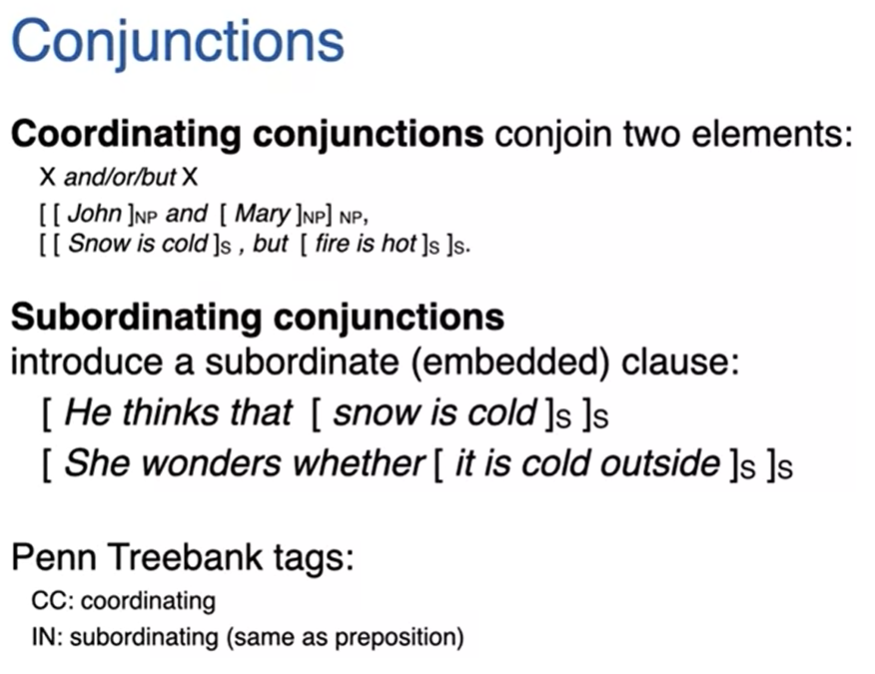 Conjunctions
Coordinating conjunctions conjoin two elements:
X and/or/but X
[ [ John ]NP and [ Mary ]NP] NP,
[ [ Snow is cold ]S , but [ fire is hot ]S ]S.
Subordinating conjunctions
introduce a subordinate (embedded) clause:
[ He thinks that [ snow is cold ]S ]S
[ She wonders whether [ it is cold outside ]S ]S
Penn Treebank tags:
CC: coordinating
IN: subordinating (same as preposition)